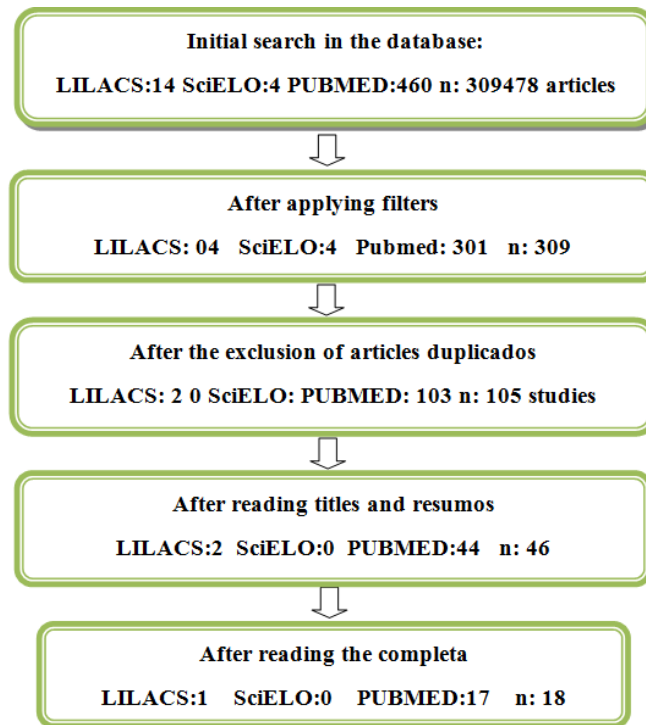 Initial search in the database:
LILACS:14 SciELO:4 PUBMED:460 n: 309478 articles
After applying filters
LILACS: 04 SciELO:4 Pubmed: 301 n: 309
After the exclusion of articles duplicados
LILACS: 2 0 SciELO: PUBMED: 103 n: 105 studies
After reading titles and resumos
LILACS:2 SciELO:0 PUBMED:44 n: 46
After reading the completa
LILACS:1 SciELO:0 PUBMED:17 n: 18